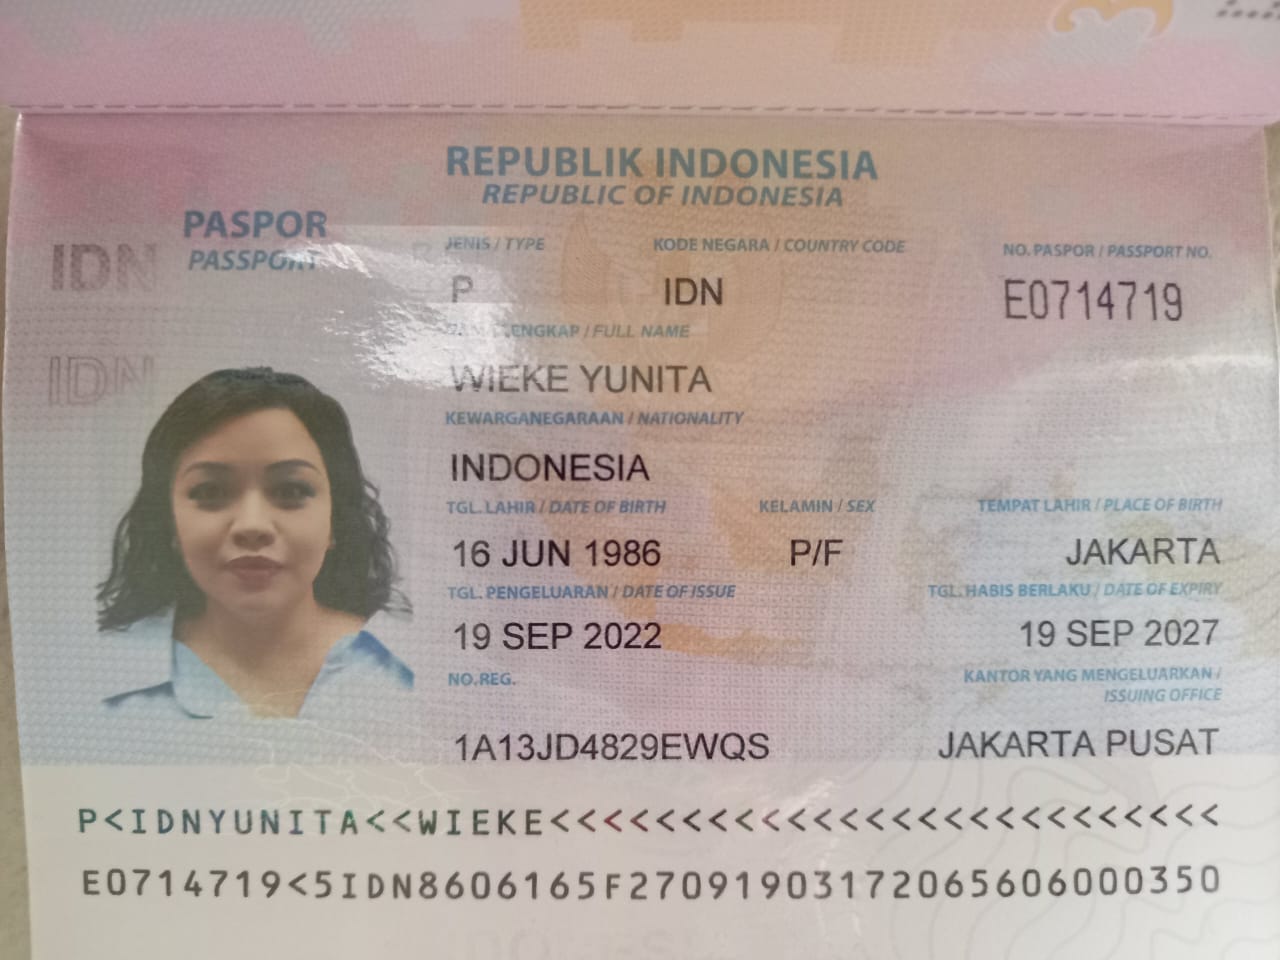 REPUBLIK INDONESIA
REPUBLIC OF INDONESIA
PASPOR
PASSPORT
IDN
IDN
JENIS / TYPE
KODE NEGARA / COUNTRY CODE
NO. PASPOR / PASSPORT NO.
P
IDN
E0714719
LENGKAP / FULL NAME
WIEKE YUNITA
KEWARGANEGARAAN / NATIONALITY
INDONESIA
TGL. LAHIR / DATE OF BIRTH
KELAMIN / SEX
TEMPAT LAHIR / PLACE OF BIRTH
16 JUN 1986
P/F
JAKARTA
TGL. PENGELUARAN / DATE OF ISSUE
TGL. HABIS BERLAKU / DATE OF EXPIRY
19 SEP 2022
19 SEP 2027
NO.REG.
KANTOR YANG MENGELUARKAN /
ISSUING OFFICE
1A13JD4829EWQS
JAKARTA PUSAT
P<IDNYUNITA<<WIEKE<<<<<<<<<<<<<<<<<<<<<<<<<<
E0714719<5IDN8606165F2709190317206560600​0350